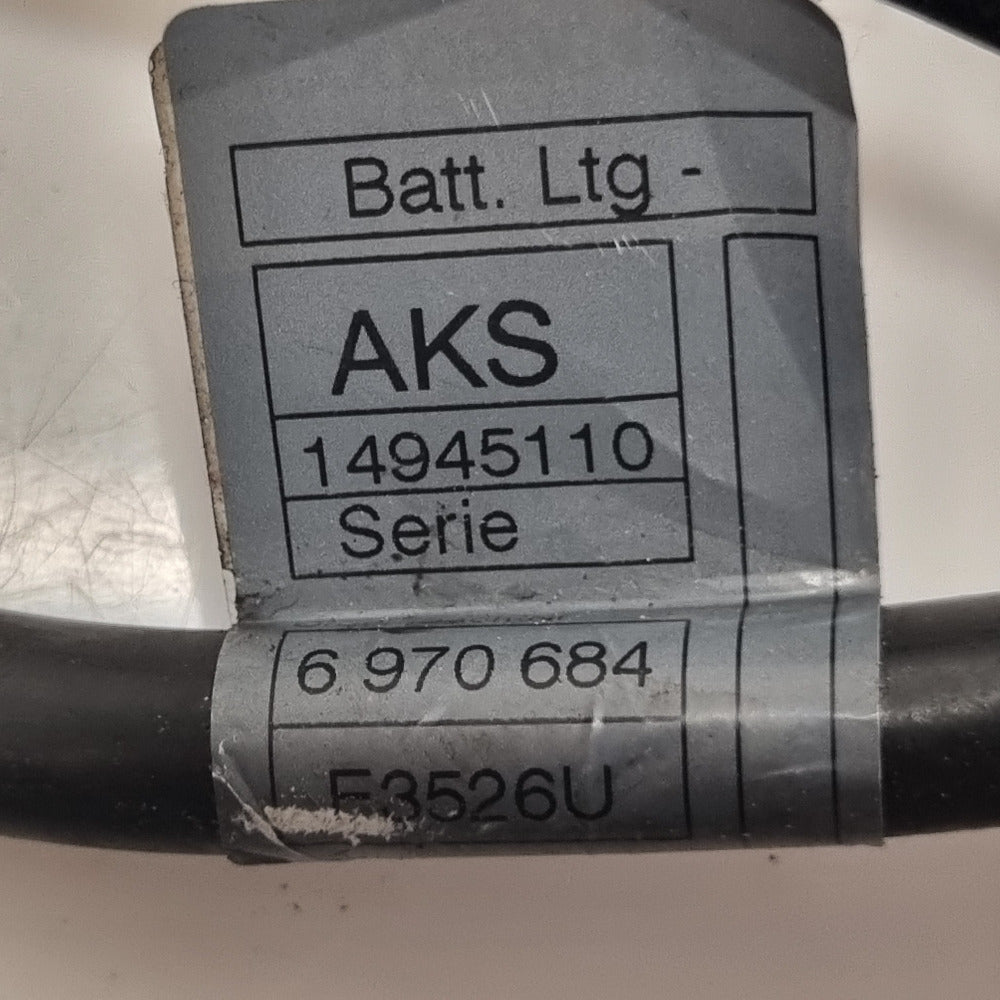 Batt. Ltg -
AKS
14945110
Serie
6 970 684
E3526U